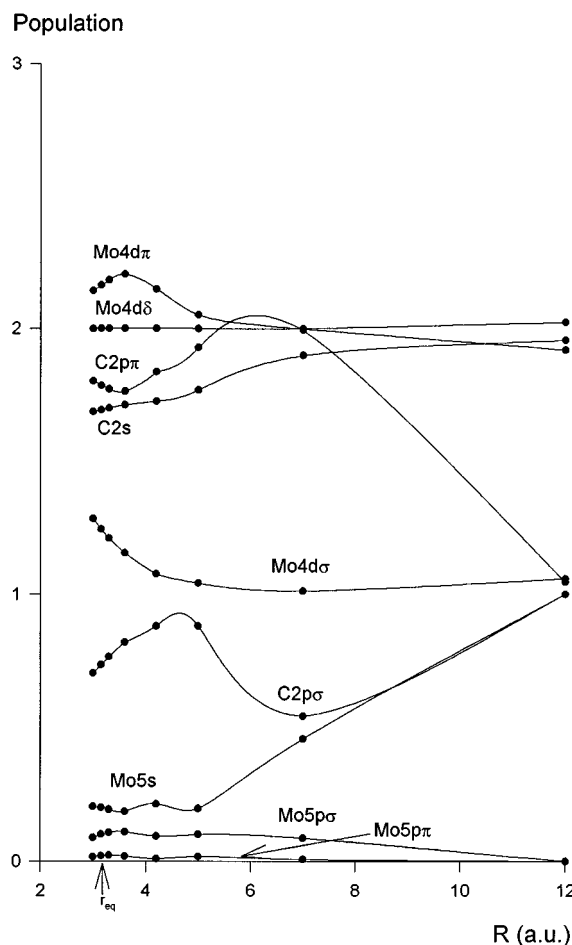 Population
3
Mo4dπ
Mo4dδ
2
C2pπ
C2s
Mo4dσ
1
C2pσ
Mo5s
Mo5pσ
Mo5pπ
0
2 4 6 8 10 12
req
R (a.u.)